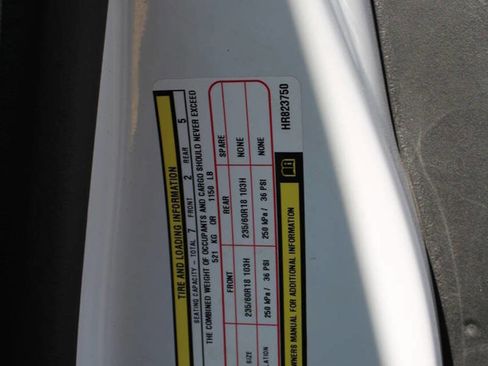 TIRE AND LOADING INFORMATION
SEATING CAPACITY - TOTAL 7 FRONT 2 REAR 5
THE COMBINED WEIGHT OF OCCUPANTS AND CARGO SHOULD NEVER EXCEED
521 KG OR 1150 LB
FRONT REAR SPARE
SIZE 235/60R18 103H 235/60R18 103H NONE
250 kPa / 36 PSI 250 kPa / 36 PSI NONE
OWNERS MANUAL FOR ADDITIONAL INFORMATION
HR823750